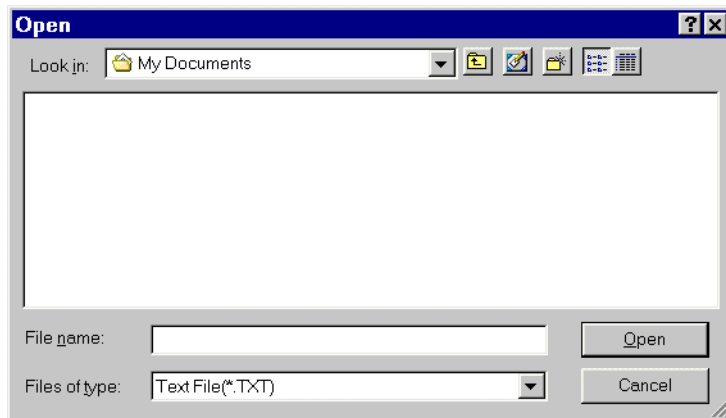 Open
Look in: My Documents
File name:
Open
Files of type: Text File(*.TXT)
Cancel